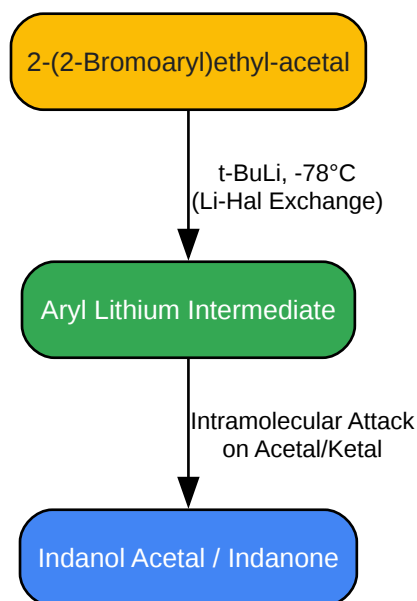 2-(2-Bromoaryl)ethyl-acetal
t-BuLi, -78°C
(Li-Hal Exchange)
Aryl Lithium Intermediate
Intramolecular Attack
on Acetal/Ketal
Indanol Acetal / Indanone